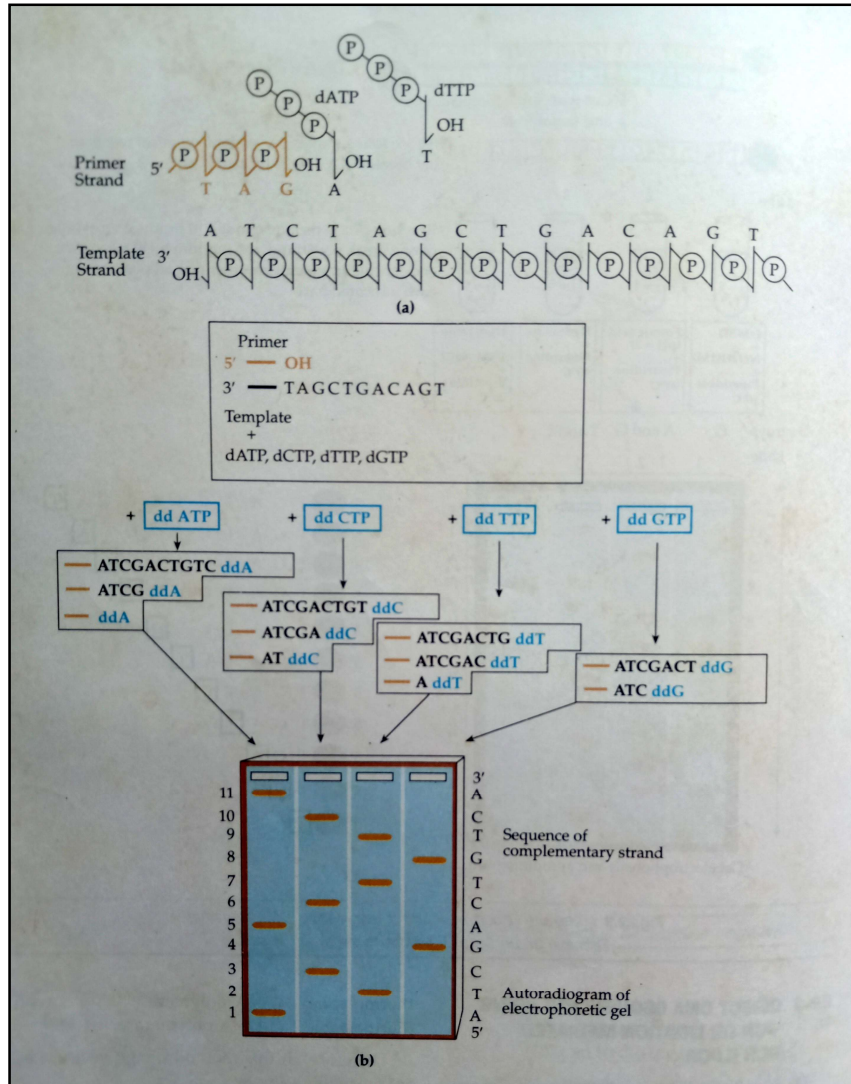 P P P dTTP
OH
T
P P P dATP
OH
A
Primer Strand 5′ P P P OH
T A G
A T C T A G C T G A C A G T
Template Strand 3′ OH P P P P P P P P P P P P P P
(a)
Primer
5′ — OH
3′ — TAGCTGACAGT
Template
+
dATP, dCTP, dTTP, dGTP
+ dd ATP + dd CTP + dd TTP + dd GTP
— ATCGACTGTC ddA
— ATCG ddA
— ddA
— ATCGACTGT ddC
— ATCGA ddC
— AT ddC
— ATCGACTG ddT
— ATCGAC ddT
— A ddT
— ATCGACT ddG
— ATC ddG
3′
11 A
10 C
9 T
8 G
7 T
6 C
5 A
4 G
3 C
2 T
1 A
5′
Sequence of
complementary strand
Autoradiogram of
electrophoretic gel
(b)